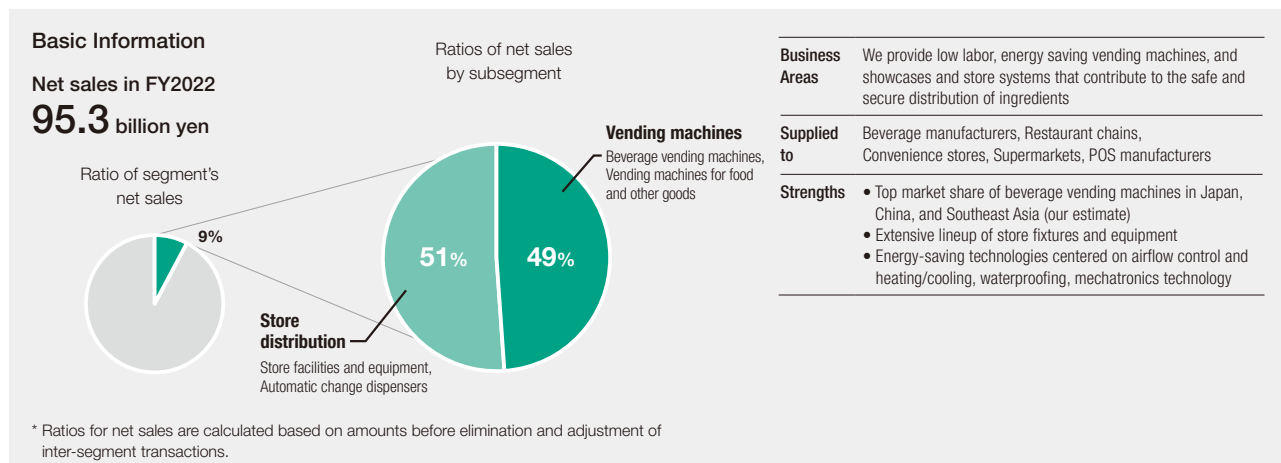 Basic Information
Net sales in FY2022
95.3 billion yen
Ratio of segment's
net sales
9%
Ratios of net sales
by subsegment
51%
49%
Vending machines
Beverage vending machines,
Vending machines for food
and other goods
Store
distribution
Store facilities and equipment,
Automatic change dispensers
* Ratios for net sales are calculated based on amounts before elimination and adjustment of
inter-segment transactions.
Business
Areas
We provide low labor, energy saving vending machines, and
showcases and store systems that contribute to the safe and
secure distribution of ingredients
Supplied
to
Beverage manufacturers, Restaurant chains,
Convenience stores, Supermarkets, POS manufacturers
Strengths
• Top market share of beverage vending machines in Japan,
China, and Southeast Asia (our estimate)
• Extensive lineup of store fixtures and equipment
• Energy-saving technologies centered on airflow control and
heating/cooling, waterproofing, mechatronics technology